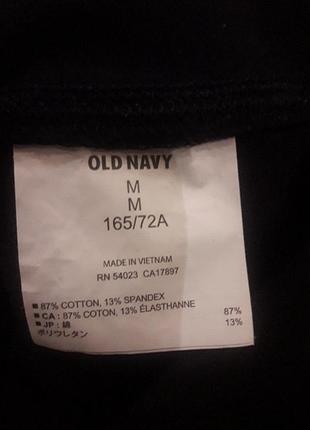 OLD NAVY
M
M
165/72A
MADE IN VIETNAM
RN 54023 CA17897
■ 87% COTTON, 13% SPANDEX
■ CA : 87% COTON, 13% ÉLASTHANNE
■ JP : 綿 87%
ポリウレタン 13%